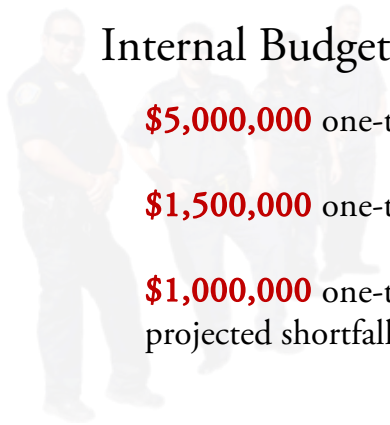 Internal Budget
$5,000,000 one-t
$1,500,000 one-t
$1,000,000 one-t
projected shortfall